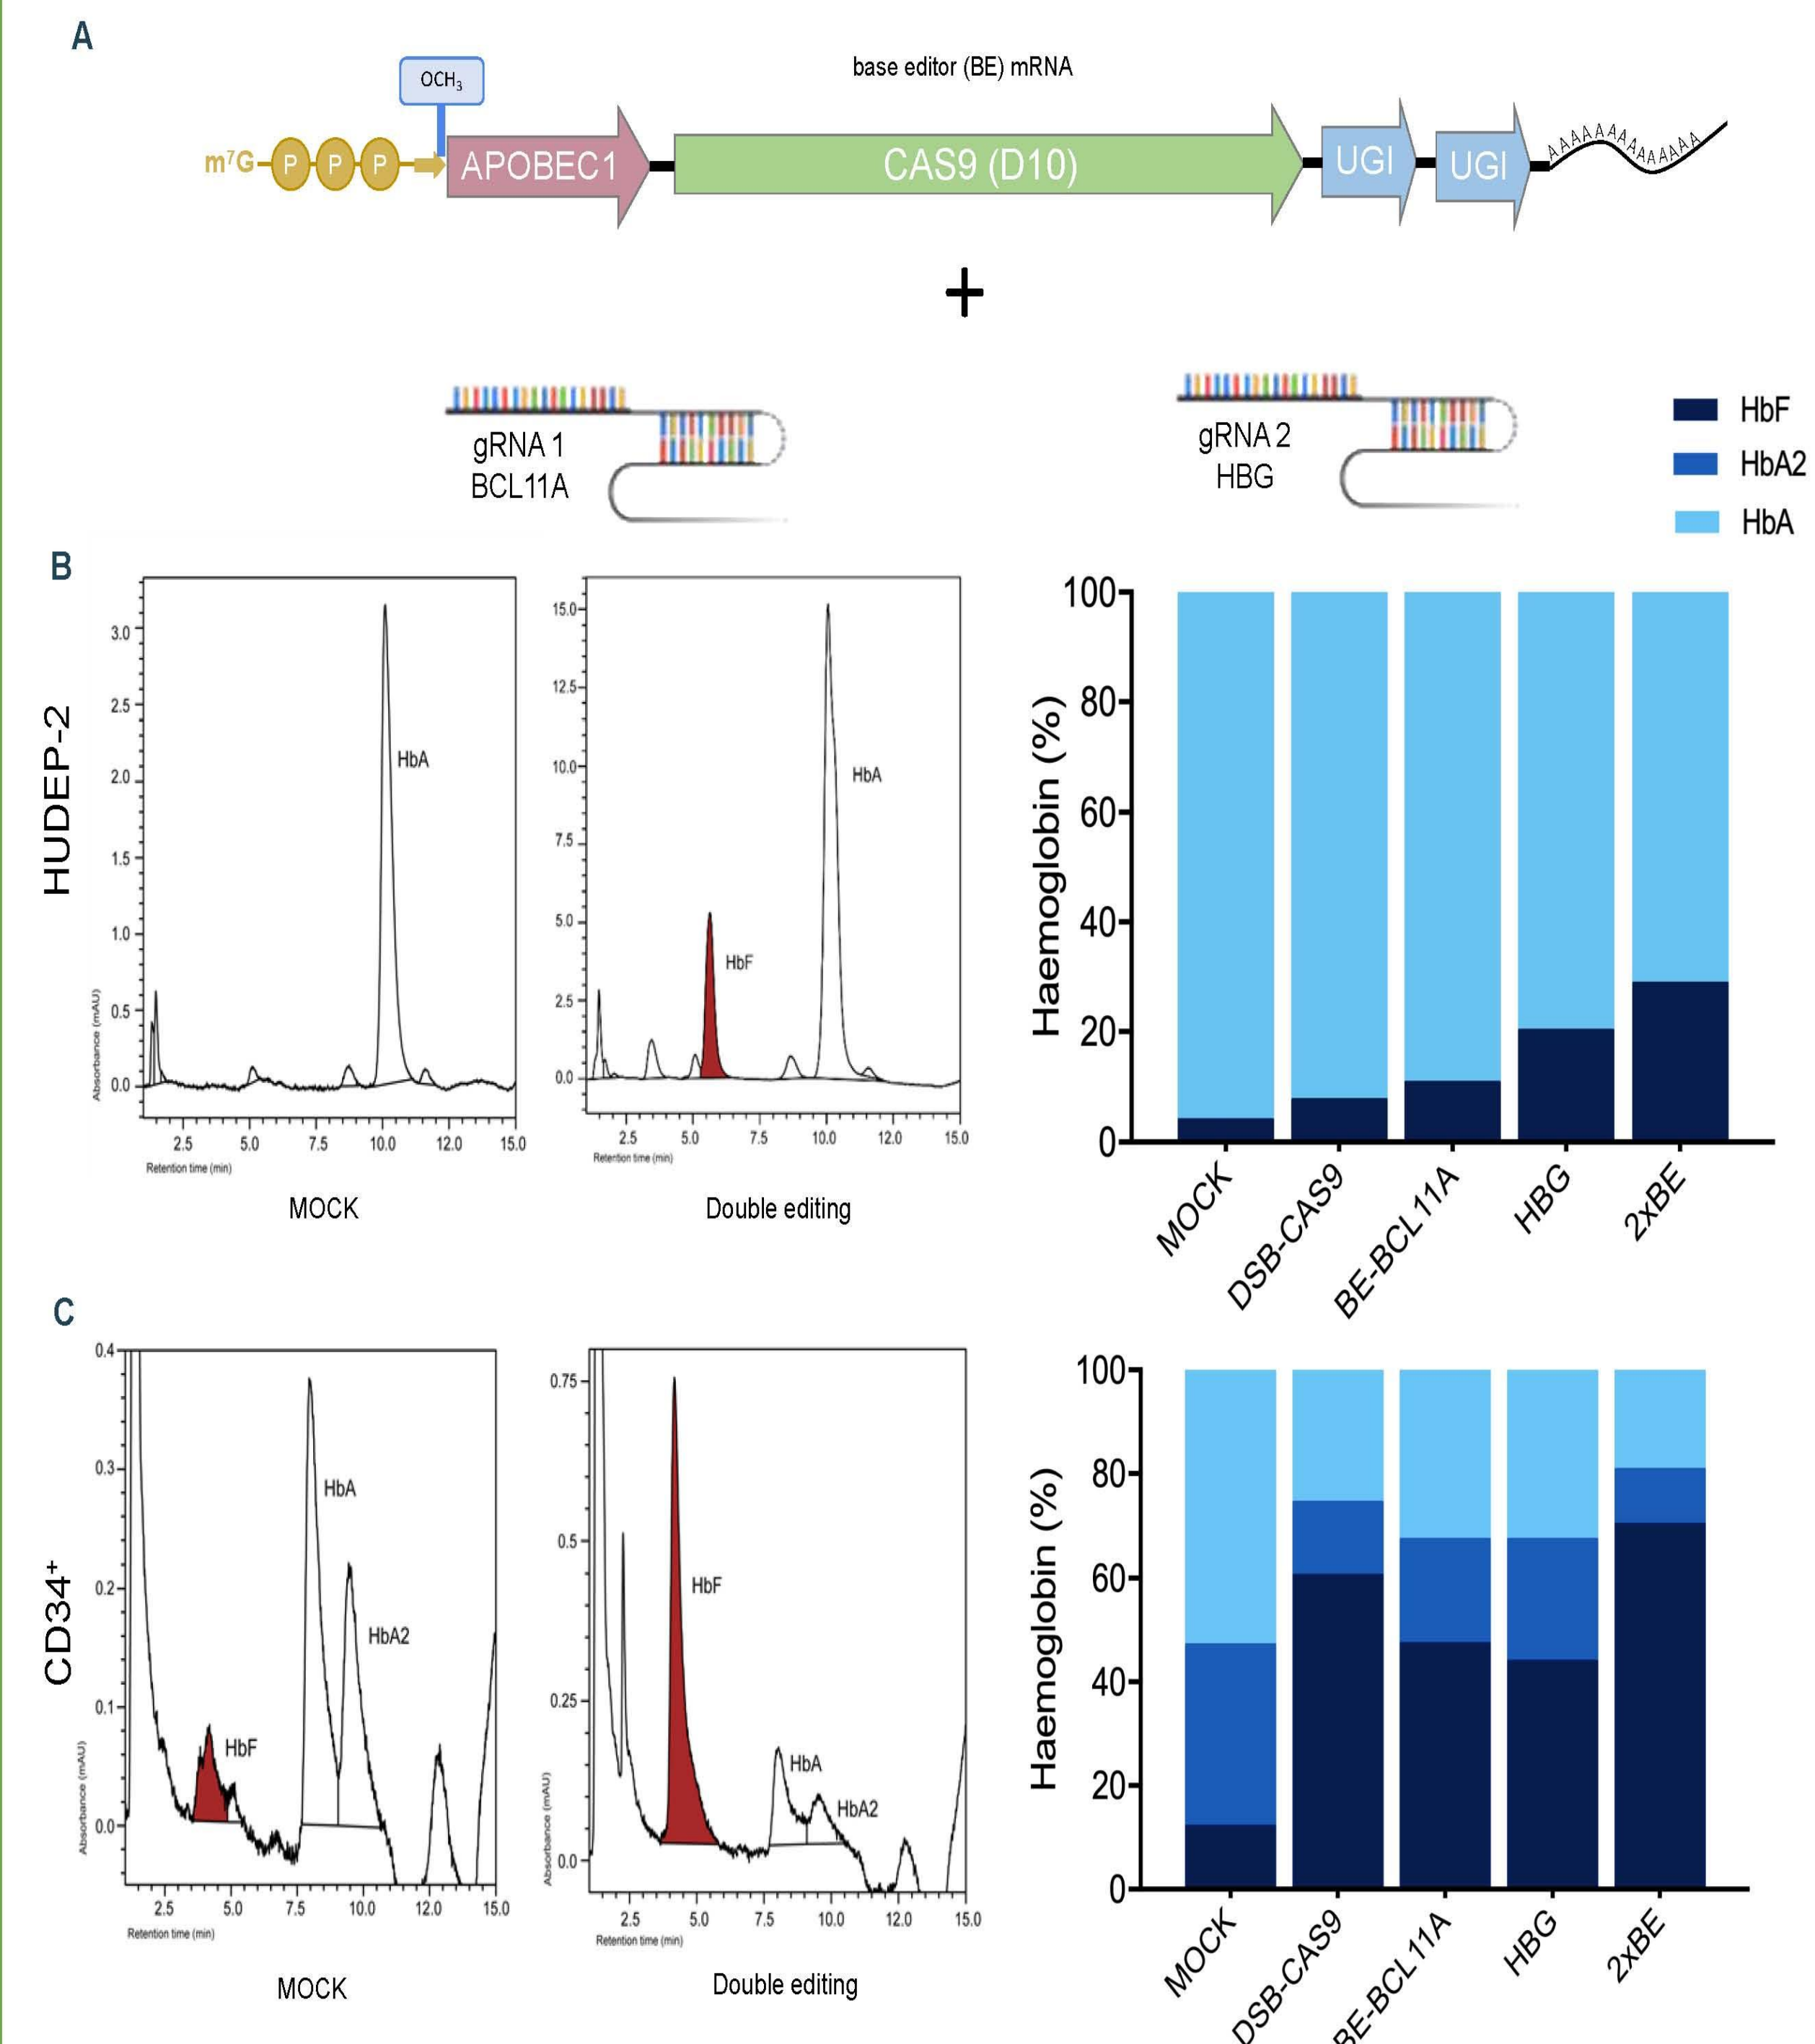 A
base editor (BE) mRNA
OCH₃
m⁷G P P P APOBEC1 CAS9 (D10) UGI UGI AAAAAAAAAAAAAAA
+
gRNA 1
BCL11A
gRNA 2
HBG
HbF
HbA2
HbA
B
HUDEP-2
3.0
2.5
2.0
1.5
1.0
0.5
0.0
Absorbance (mAU)
HbA
2.5 5.0 7.5 10.0 12.0 15.0
Retention time (min)
MOCK
15.0
12.5
10.0
7.5
5.0
2.5
0.0
HbF
HbA
2.5 5.0 7.5 10.0 12.0 15.0
Retention time (min)
Double editing
Haemoglobin (%)
100
80
60
40
20
0
MOCK
DSB-CAS9
BE-BCL11A
HBG
2xBE
C
CD34⁺
0.4
0.3
0.2
0.1
0.0
Absorbance (mAU)
HbF
HbA
HbA2
2.5 5.0 7.5 10.0 12.0 15.0
Retention time (min)
MOCK
0.75
0.5
0.25
0.0
Absorbance (mAU)
HbF
HbA
HbA2
2.5 5.0 7.5 10.0 12.0 15.0
Retention time (min)
Double editing
Haemoglobin (%)
100
80
60
40
20
0
MOCK
DSB-CAS9
BE-BCL11A
HBG
2xBE